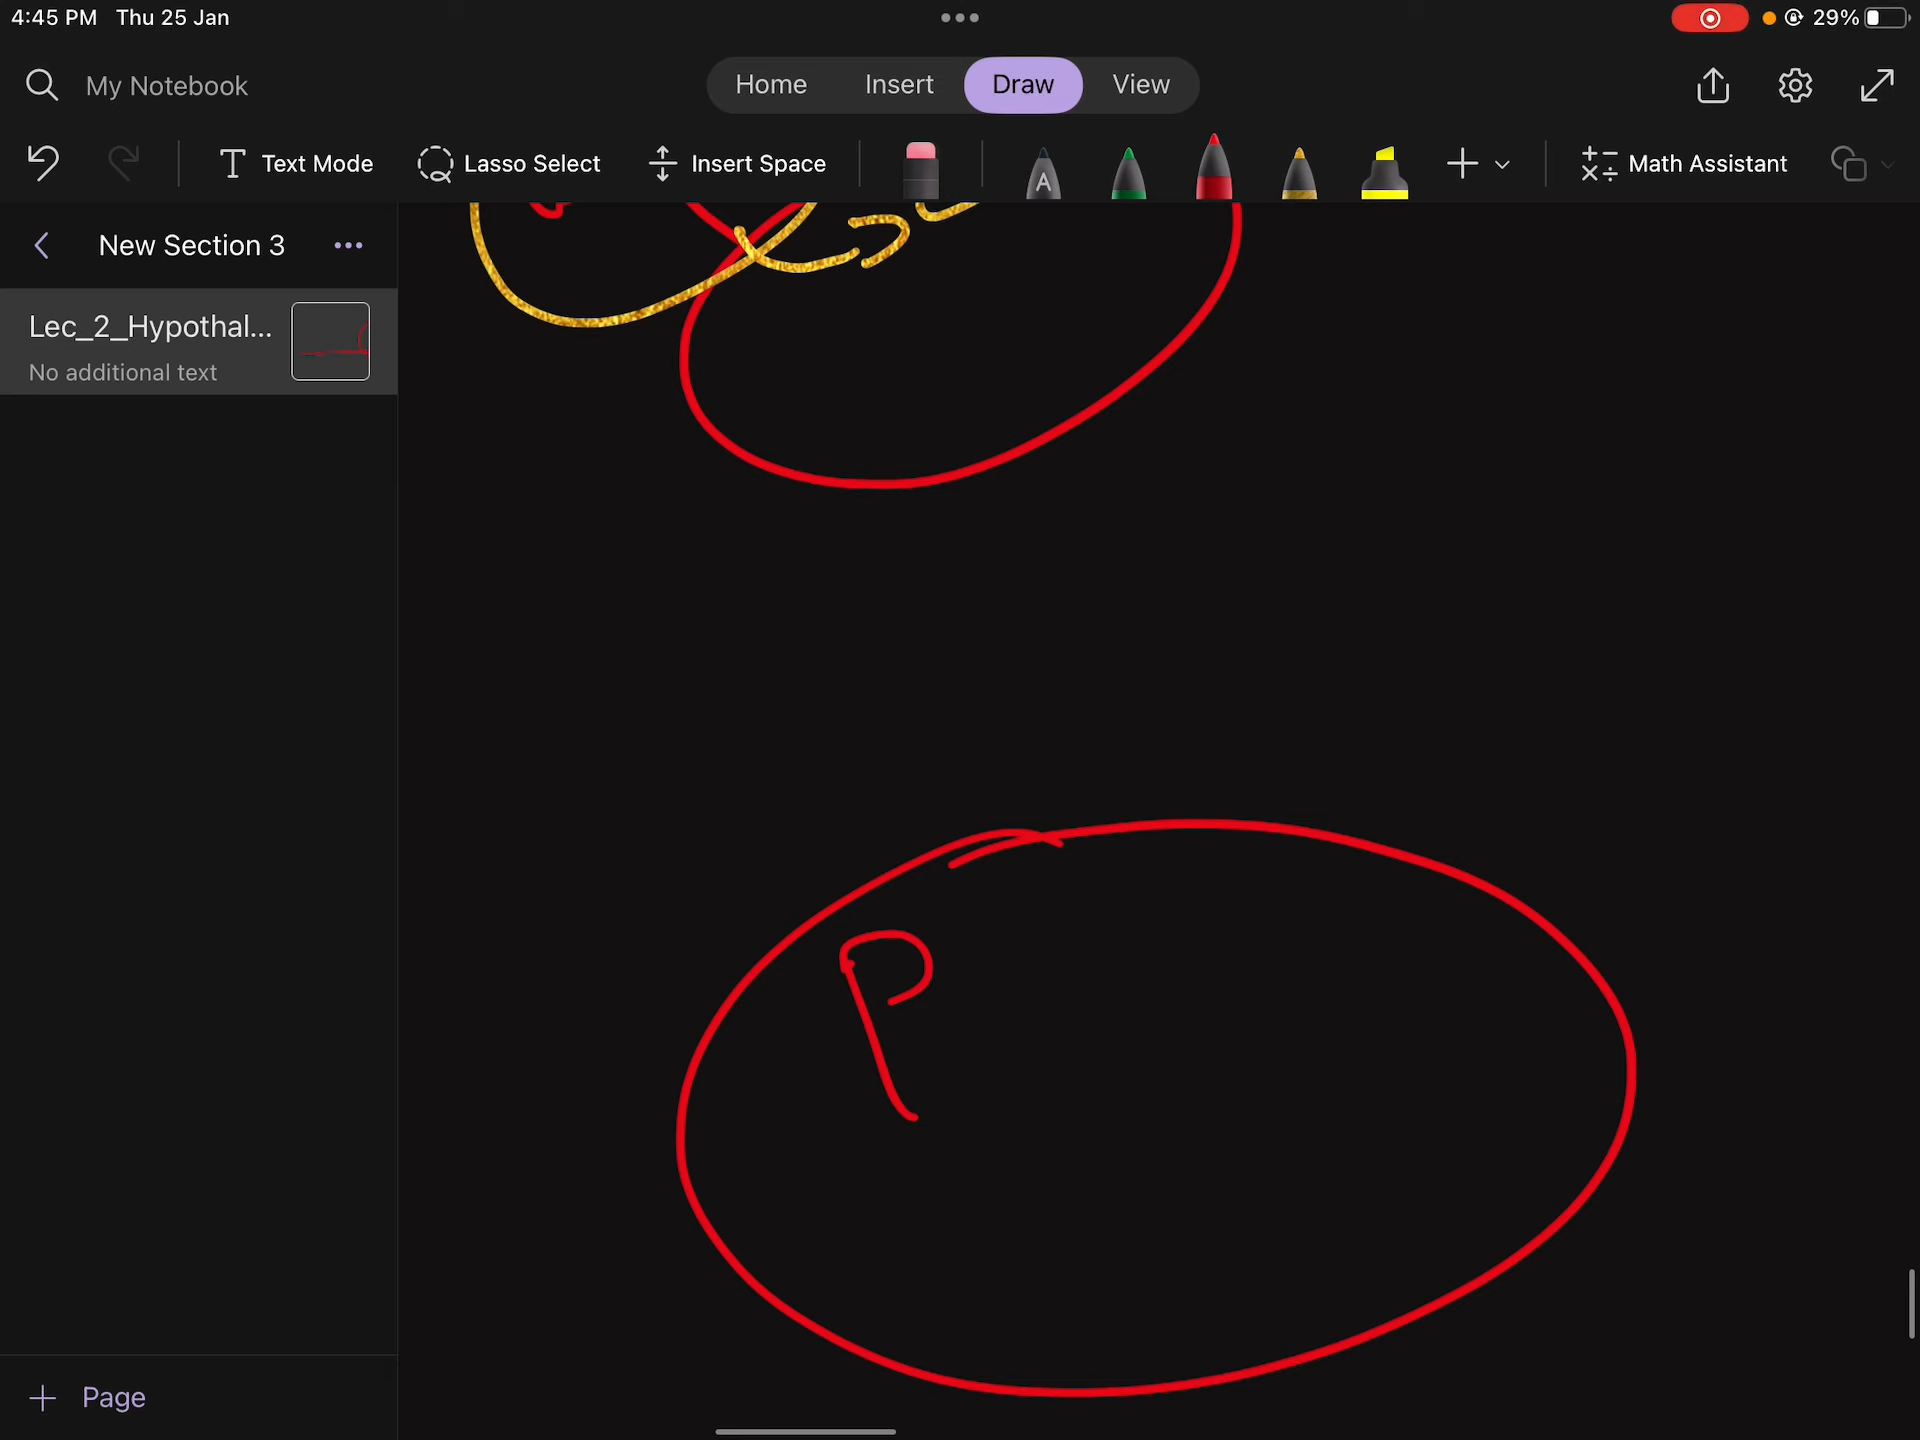 4:45 PM Thu 25 Jan
29%
My Notebook
Home Insert Draw View
Text Mode Lasso Select Insert Space A Math Assistant
New Section 3
Lec_2_Hypothal...
No additional text
P
Page